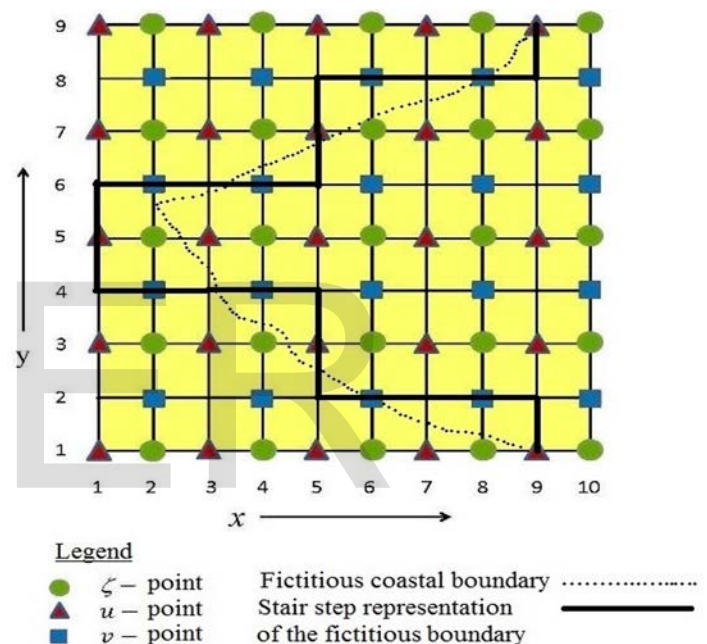 9
8
7
6
5
4
3
2
1
y
1 2 3 4 5 6 7 8 9 10
x
ER
Legend
ζ – point
u – point
v – point
Fictitious coastal boundary
Stair step representation
of the fictitious boundary